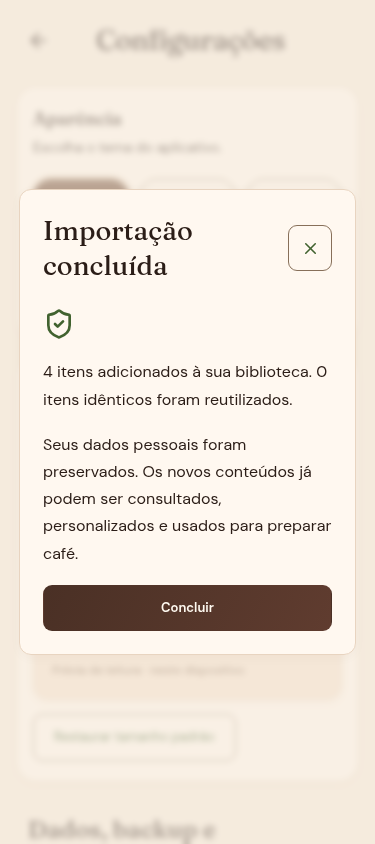 Configurações
Aparência
Escolha o tema do aplicativo
Importação
concluída
4 itens adicionados à sua biblioteca. 0
itens idênticos foram reutilizados.
Seus dados pessoais foram
preservados. Os novos conteúdos já
podem ser consultados,
personalizados e usados para preparar
café.
Concluir
Restaurar tamanho padrão
Dados, backup e